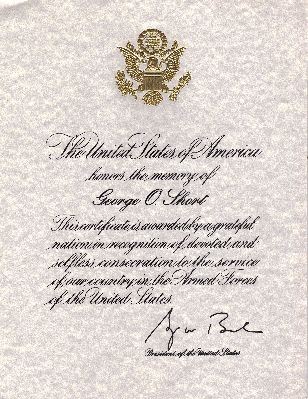 The United States of America
honors the memory of
George O Short
This certificate is awarded by a grateful
nation in recognition of devoted and
selfless consecration to the service
of our country in the Armed Forces
of the United States
President of the United States